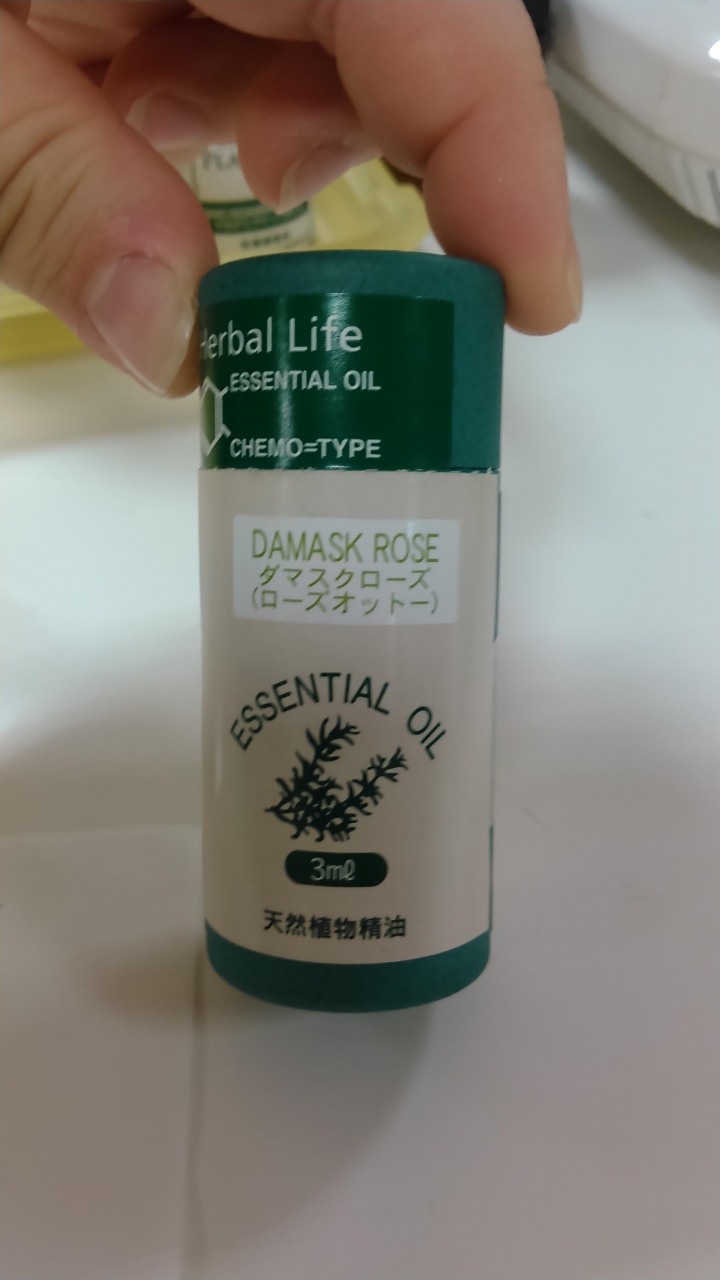 Herbal Life
ESSENTIAL OIL
CHEMO=TYPE
DAMASK ROSE
ダマスクローズ
(ローズオットー)
ESSENTIAL OIL
3mℓ
天然植物精油